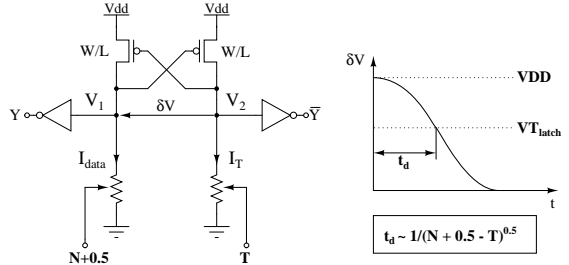 Vdd
Vdd
W/L
W/L
Y
V1
δV
V2
Y̅
Idata
IT
N+0.5
T
δV
VDD
VTlatch
td
t
td ~ 1/(N + 0.5 - T)^0.5